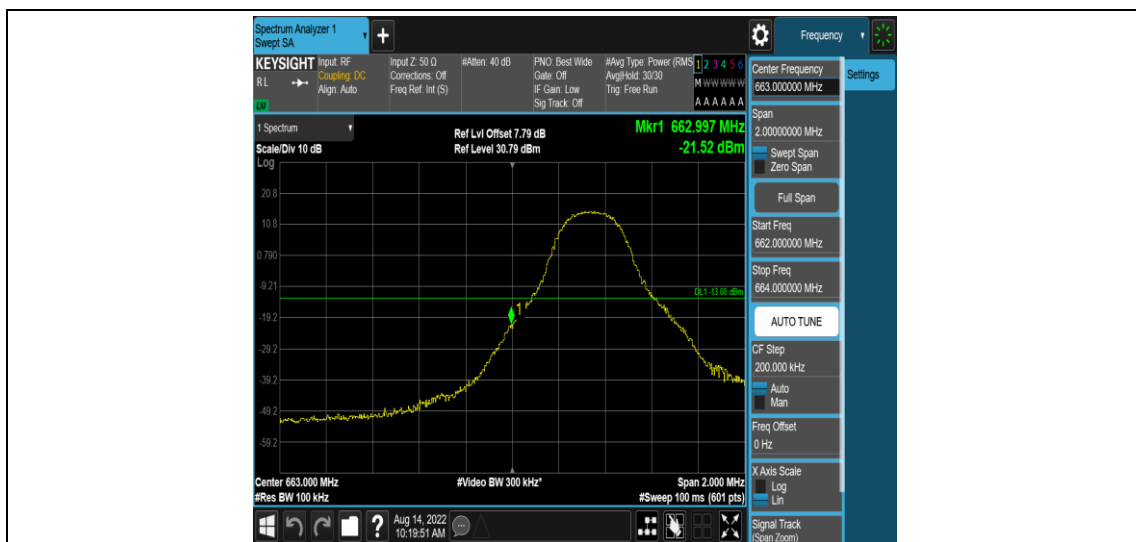 Spectrum Analyzer 1
Swept SA
+
Frequency
KEYSIGHT
RL
LXI
Input: RF
Coupling: DC
Align: Auto
Input Z: 50 Ω
Corrections: Off
Freq Ref: Int (S)
#Atten: 40 dB
PNO: Best Wide
Gate: Off
IF Gain: Low
Sig Track: Off
#Avg Type: Power (RMS
Avg|Hold: 30/30
Trig: Free Run
1 2 3 4 5 6
M W W W W W
A A A A A A
1 Spectrum
Scale/Div 10 dB
Log
Ref Lvl Offset 7.79 dB
Ref Level 30.79 dBm
Mkr1 662.997 MHz
-21.52 dBm
20.8
10.8
0.790
-9.21
DL1 -13.00 dBm
1
-19.2
-29.2
-39.2
-49.2
-59.2
Center 663.000 MHz
#Video BW 300 kHz*
Span 2.000 MHz
#Res BW 100 kHz
#Sweep 100 ms (601 pts)
?
Aug 14, 2022
10:19:51 AM
Center Frequency
663.000000 MHz
Settings
Span
2.00000000 MHz
Swept Span
Zero Span
Full Span
Start Freq
662.000000 MHz
Stop Freq
664.000000 MHz
AUTO TUNE
CF Step
200.000 kHz
Auto
Man
Freq Offset
0 Hz
X Axis Scale
Log
Lin
Signal Track
(Span Zoom)